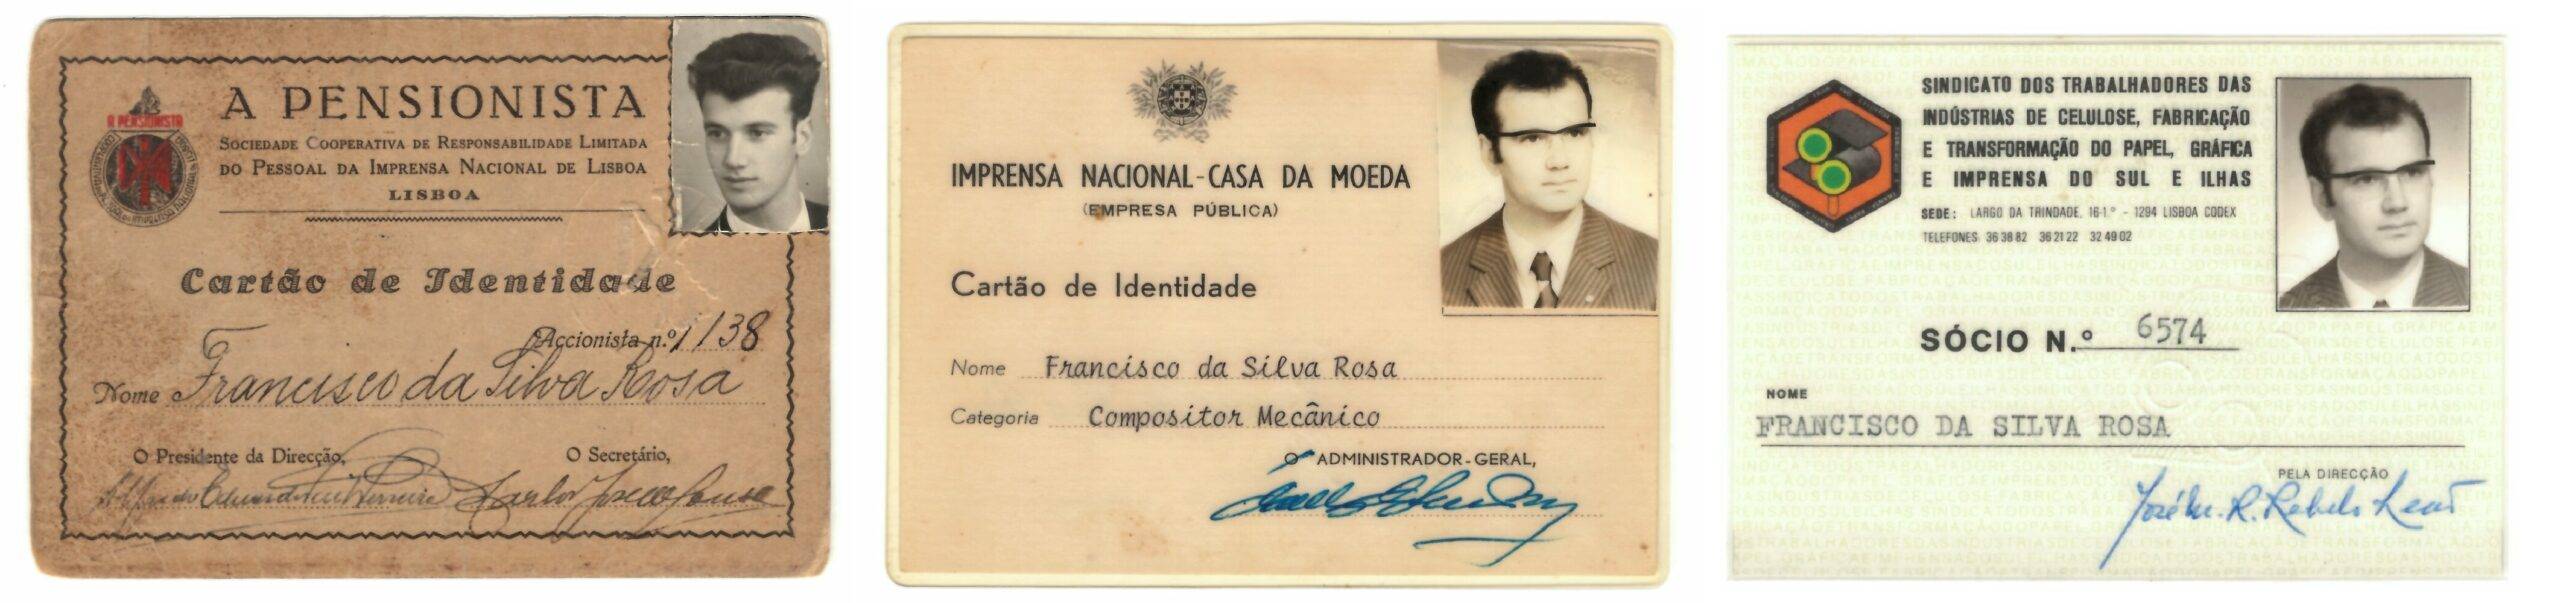 A PENSIONISTA
SOCIEDADE COOPERATIVA DE RESPONSABILIDADE LIMITADA
DO PESSOAL DA IMPRENSA NACIONAL DE LISBOA
LISBOA
A PENSIONISTA
Cartão de Identidade
Accionista n.º 1138
Nome Francisco da Silva Rosa
O Presidente da Direcção,
O Secretário,
IMPRENSA NACIONAL-CASA DA MOEDA
(EMPRESA PÚBLICA)
Cartão de Identidade
Nome Francisco da Silva Rosa
Categoria Compositor Mecânico
O ADMINISTRADOR-GERAL,
SINDICATO DOS TRABALHADORES DAS
INDÚSTRIAS DE CELULOSE, FABRICAÇÃO
E TRANSFORMAÇÃO DO PAPEL, GRÁFICA
E IMPRENSA DO SUL E ILHAS
SEDE: LARGO DA TRINDADE, 16-1.º - 1294 LISBOA CODEX
TELEFONES 36 38 82 36 21 22 32 49 02
SÓCIO N.º 6574
NOME
FRANCISCO DA SILVA ROSA
PELA DIRECÇÃO